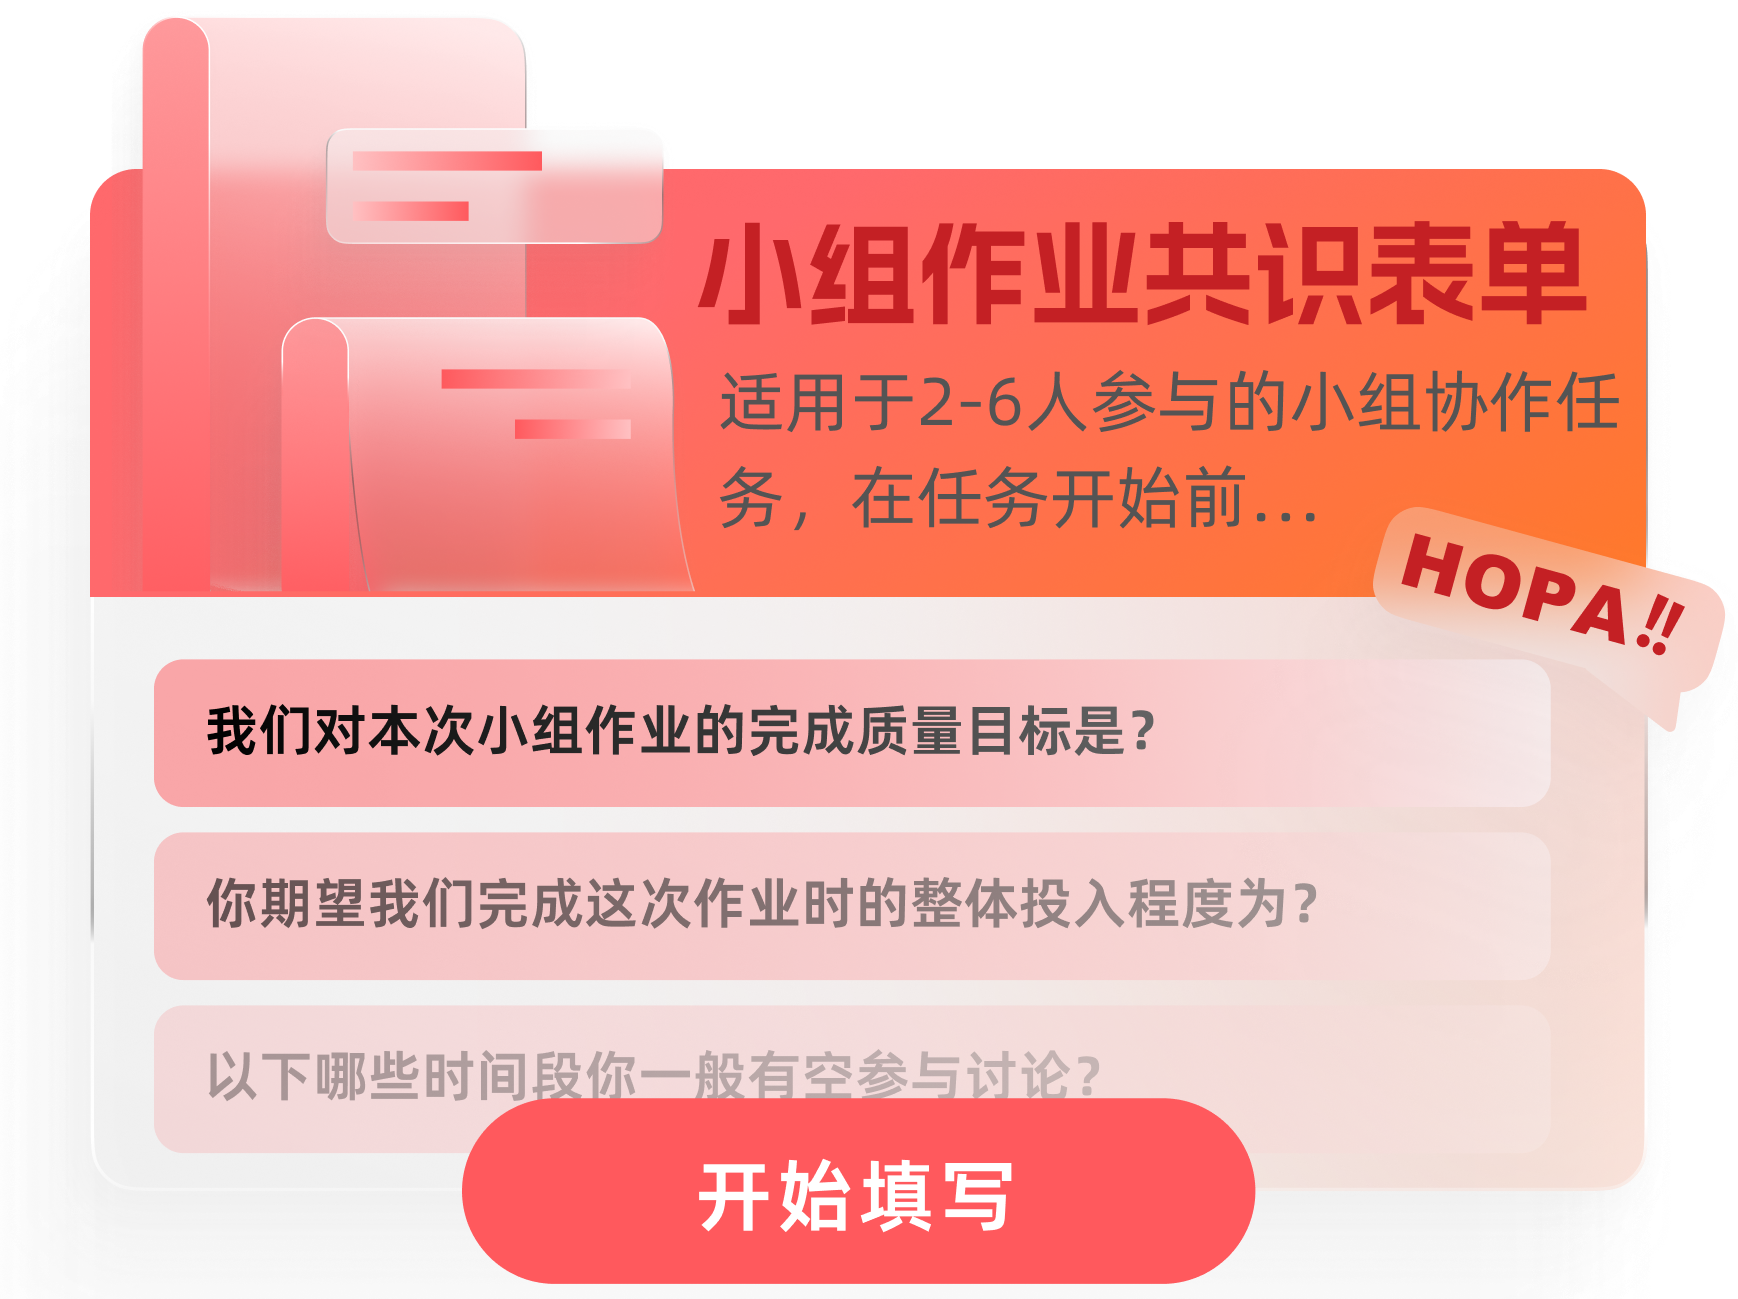 小组作业共识表单
适用于2-6人参与的小组协作任
务，在任务开始前...
HOPA!!
我们对本次小组作业的完成质量目标是?
你期望我们完成这次作业时的整体投入程度为?
以下哪些时间段你一般有空参与讨论?
开始填写